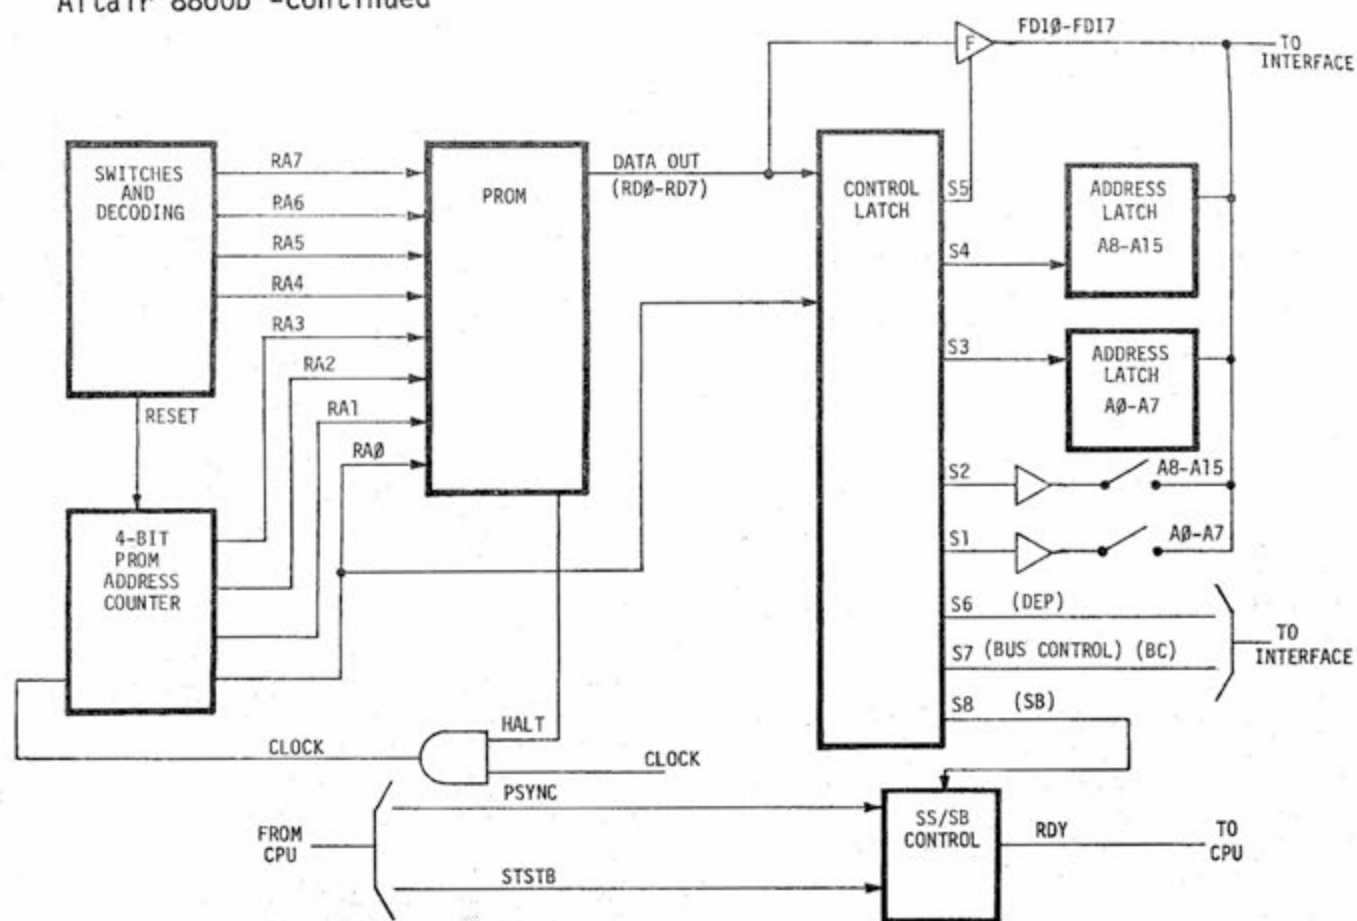 Altair 8800b -continued
FDIØ-FDI7
TO
INTERFACE
F
SWITCHES
AND
DECODING
RA7
RA6
RA5
RA4
RA3
RA2
RA1
RAØ
PROM
DATA OUT
(RDØ-RD7)
CONTROL
LATCH
S5
S4
S3
S2
S1
ADDRESS
LATCH
A8-A15
ADDRESS
LATCH
AØ-A7
A8-A15
AØ-A7
RESET
4-BIT
PROM
ADDRESS
COUNTER
S6 (DEP)
S7 (BUS CONTROL) (BC)
S8 (SB)
TO
INTERFACE
HALT
CLOCK
CLOCK
PSYNC
FROM
CPU
STSTB
SS/SB
CONTROL
RDY
TO
CPU